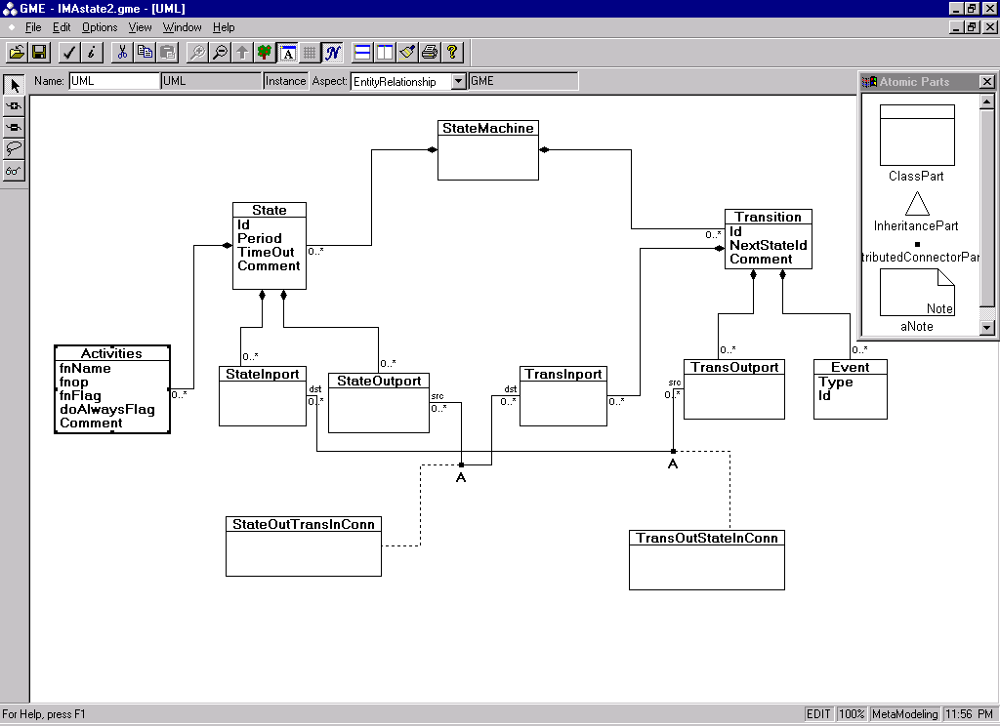 GME - IMAstate2.gme - [UML]
File Edit Options View Window Help
Name: UML UML Instance Aspect: EntityRelationship GME
Atomic Parts
ClassPart
InheritancePart
tributedConnectorPar
Note
aNote
StateMachine
State
Id
Period
TimeOut
Comment
0..*
Transition
Id
NextStateId
Comment
0..*
Activities
fnName
fnop
fnFlag
doAlwaysFlag
Comment
0..*
0..*
StateInport
dst
0..*
0..*
StateOutport
src
0..*
TransInport
dst
0..*
0..*
0..*
TransOutport
src
0..*
0..*
Event
Type
Id
A
A
StateOutTransInConn
TransOutStateInConn
For Help, press F1
EDIT 100% MetaModeling 11:56 PM